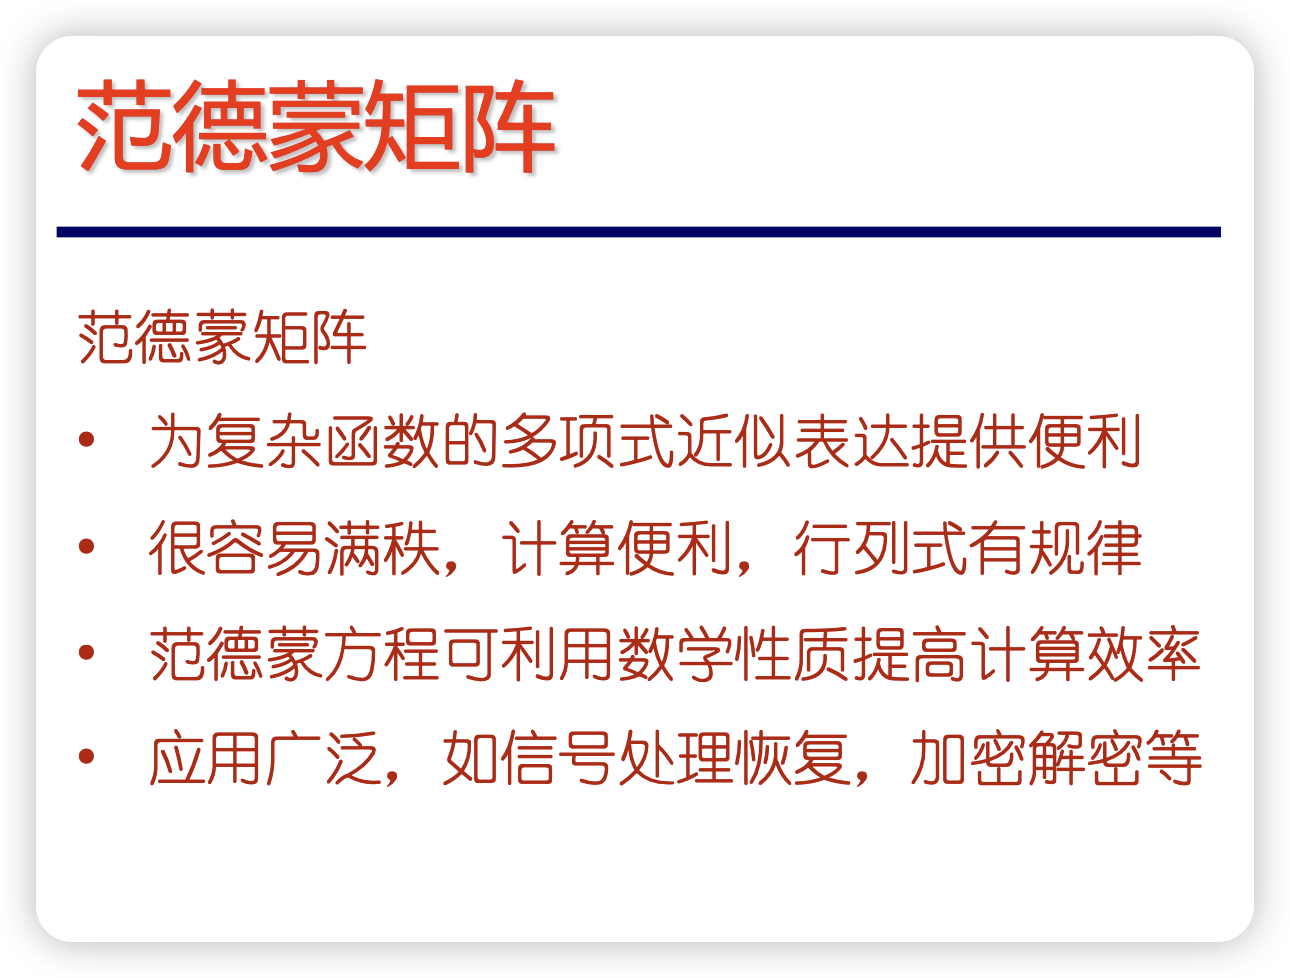 范德蒙矩阵
范德蒙矩阵
• 为复杂函数的多项式近似表达提供便利
• 很容易满秩，计算便利，行列式有规律
• 范德蒙方程可利用数学性质提高计算效率
• 应用广泛，如信号处理恢复，加密解密等